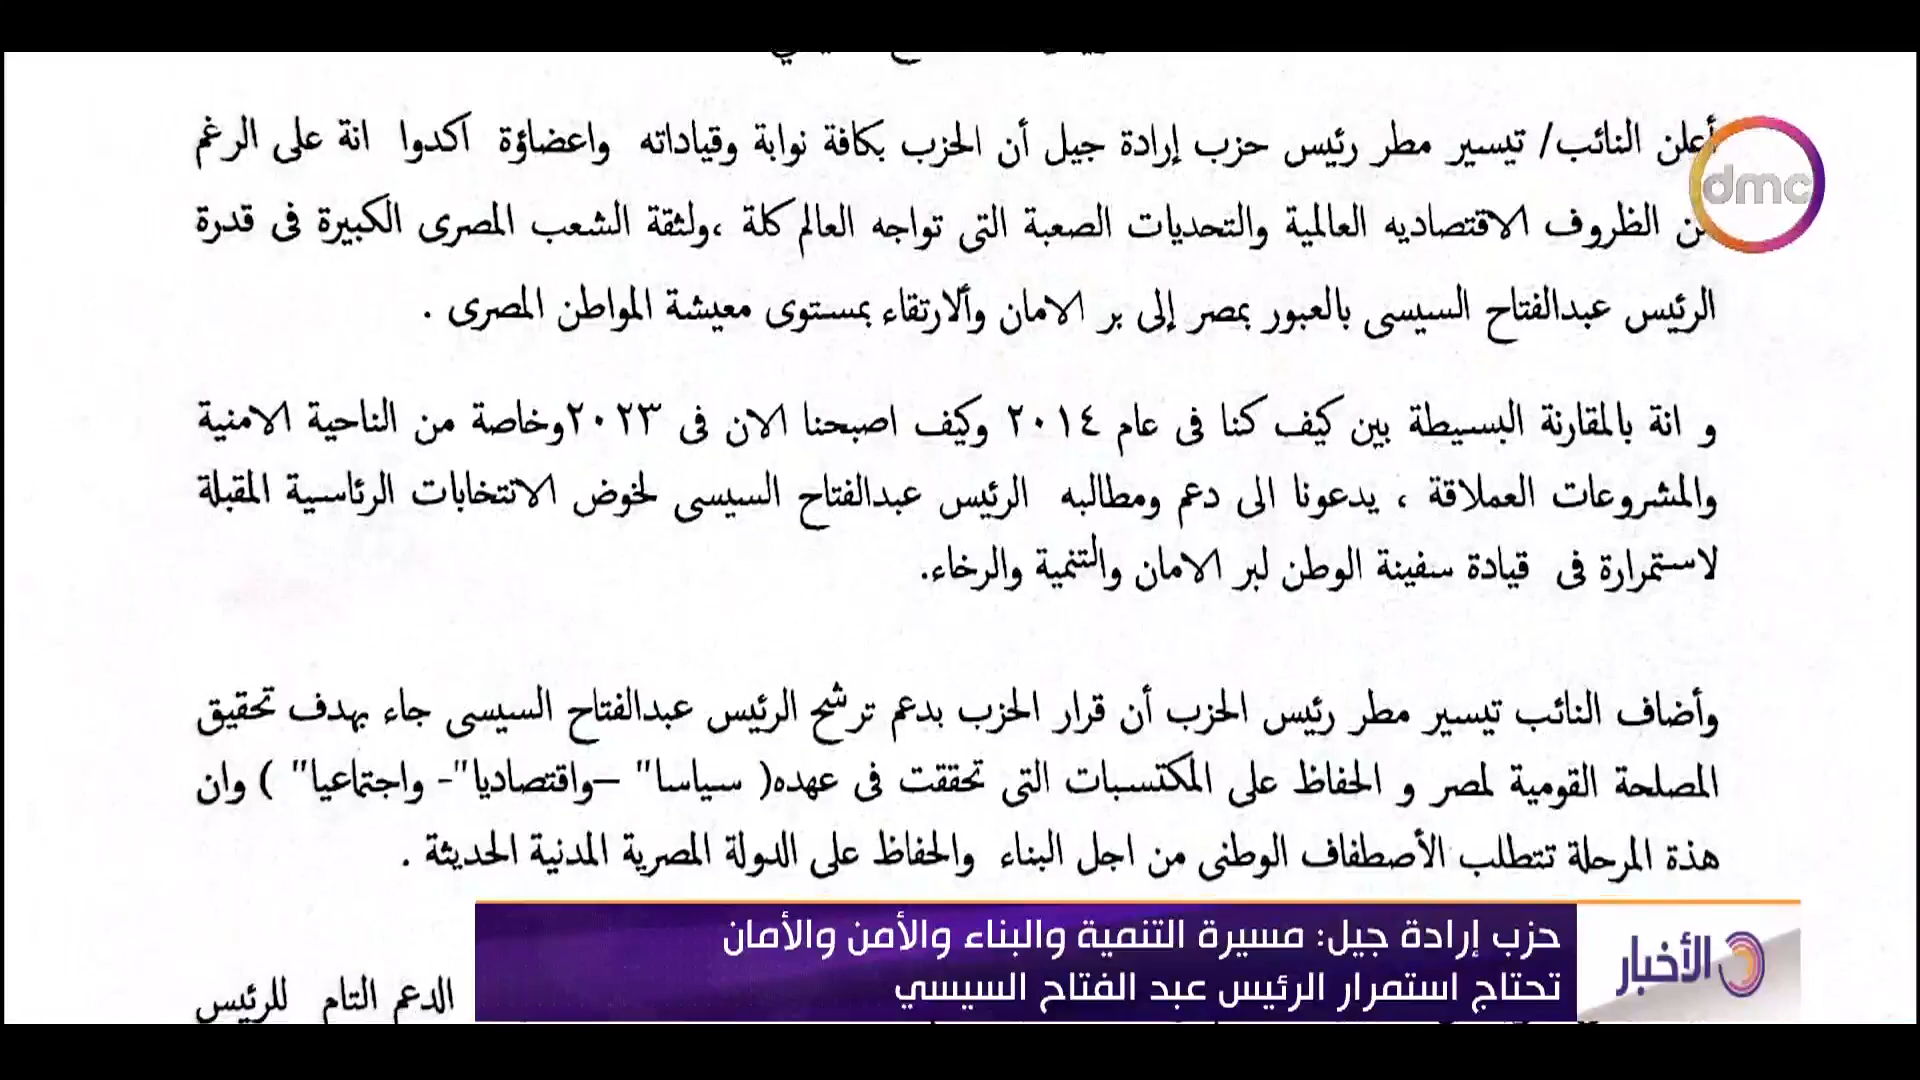 أعلن النائب/ تيسير مطر رئيس حزب إرادة جيل أن الحزب بكافة نوابة وقياداته واعضاؤة اكدوا انة على الرغم
dmc
الظروف الاقتصاديه العالمية والتحديات الصعبة التى تواجه العالم كلة ،ولثقة الشعب المصرى الكبيرة فى قدرة
الرئيس عبدالفتاح السيسى بالعبور بمصر إلى بر الامان وألارتقاء بمستوى معيشة المواطن المصرى .
و انة بالمقارنة البسيطة بين كيف كنا فى عام ٢٠١٤ وكيف اصبحنا الان فى ٢٠٢٣وخاصة من الناحية الامنية
والمشروعات العملاقة ، يدعونا الى دعم ومطالبه الرئيس عبدالفتاح السيسى لخوض الانتخابات الرئاسية المقبلة
لاستمرارة فى قيادة سفينة الوطن لبر الامان والتنمية والرخاء.
وأضاف النائب تيسير مطر رئيس الحزب أن قرار الحزب بدعم ترشح الرئيس عبدالفتاح السيسى جاء بهدف تحقيق
المصلحة القومية لمصر و الحفاظ على المكتسبات التى تحققت فى عهده( سياسا" –واقتصاديا"- واجتماعيا" ) وان
هذة المرحلة تتطلب الأصطفاف الوطنى من اجل البناء والحفاظ على الدولة المصرية المدنية الحديثة .
الدعم التام للرئيس
الأخبار
حزب إرادة جيل: مسيرة التنمية والبناء والأمن والأمان
تحتاج استمرار الرئيس عبد الفتاح السيسي